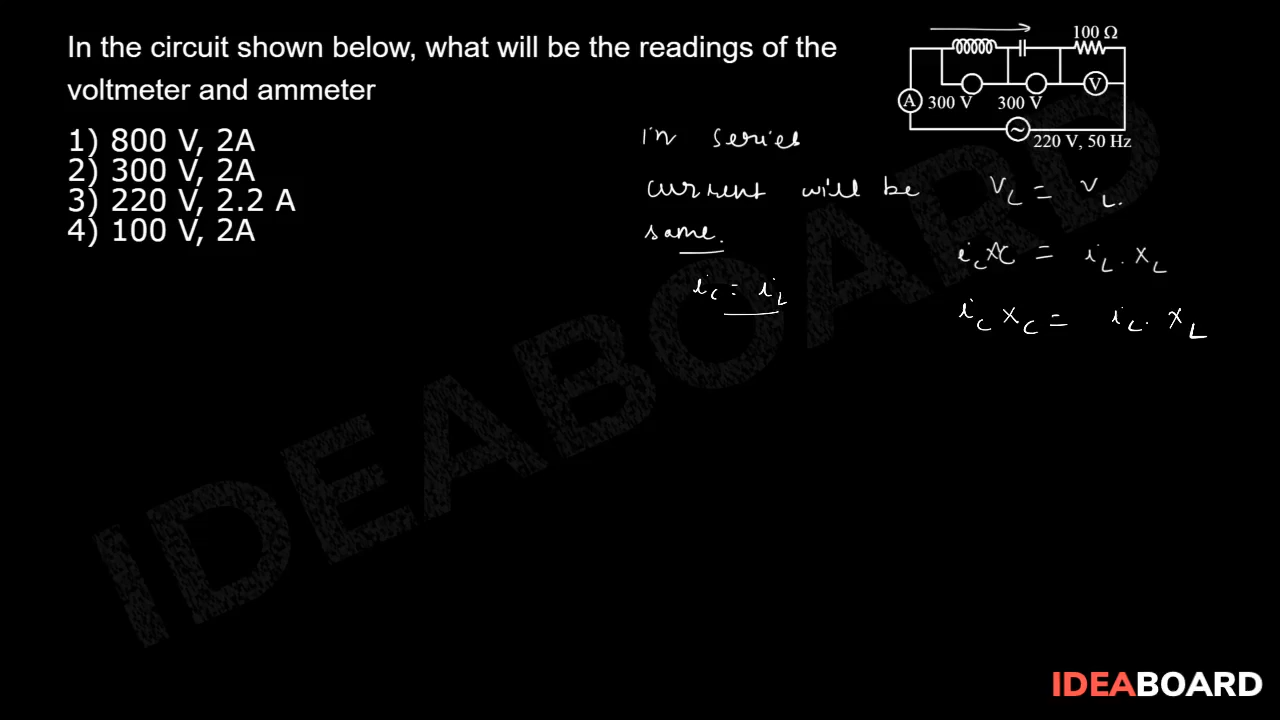 In the circuit shown below, what will be the readings of the
voltmeter and ammeter
1) 800 V, 2A
2) 300 V, 2A
3) 220 V, 2.2 A
4) 100 V, 2A
100 Ω
A
300 V
300 V
V
~
220 V, 50 Hz
in series
current will be
same.
i_C = i_L
V_C = V_L.
i_C X_C = i_L . X_L
i_C X_C = i_C . X_L
IDEABOARD
IDEABOARD